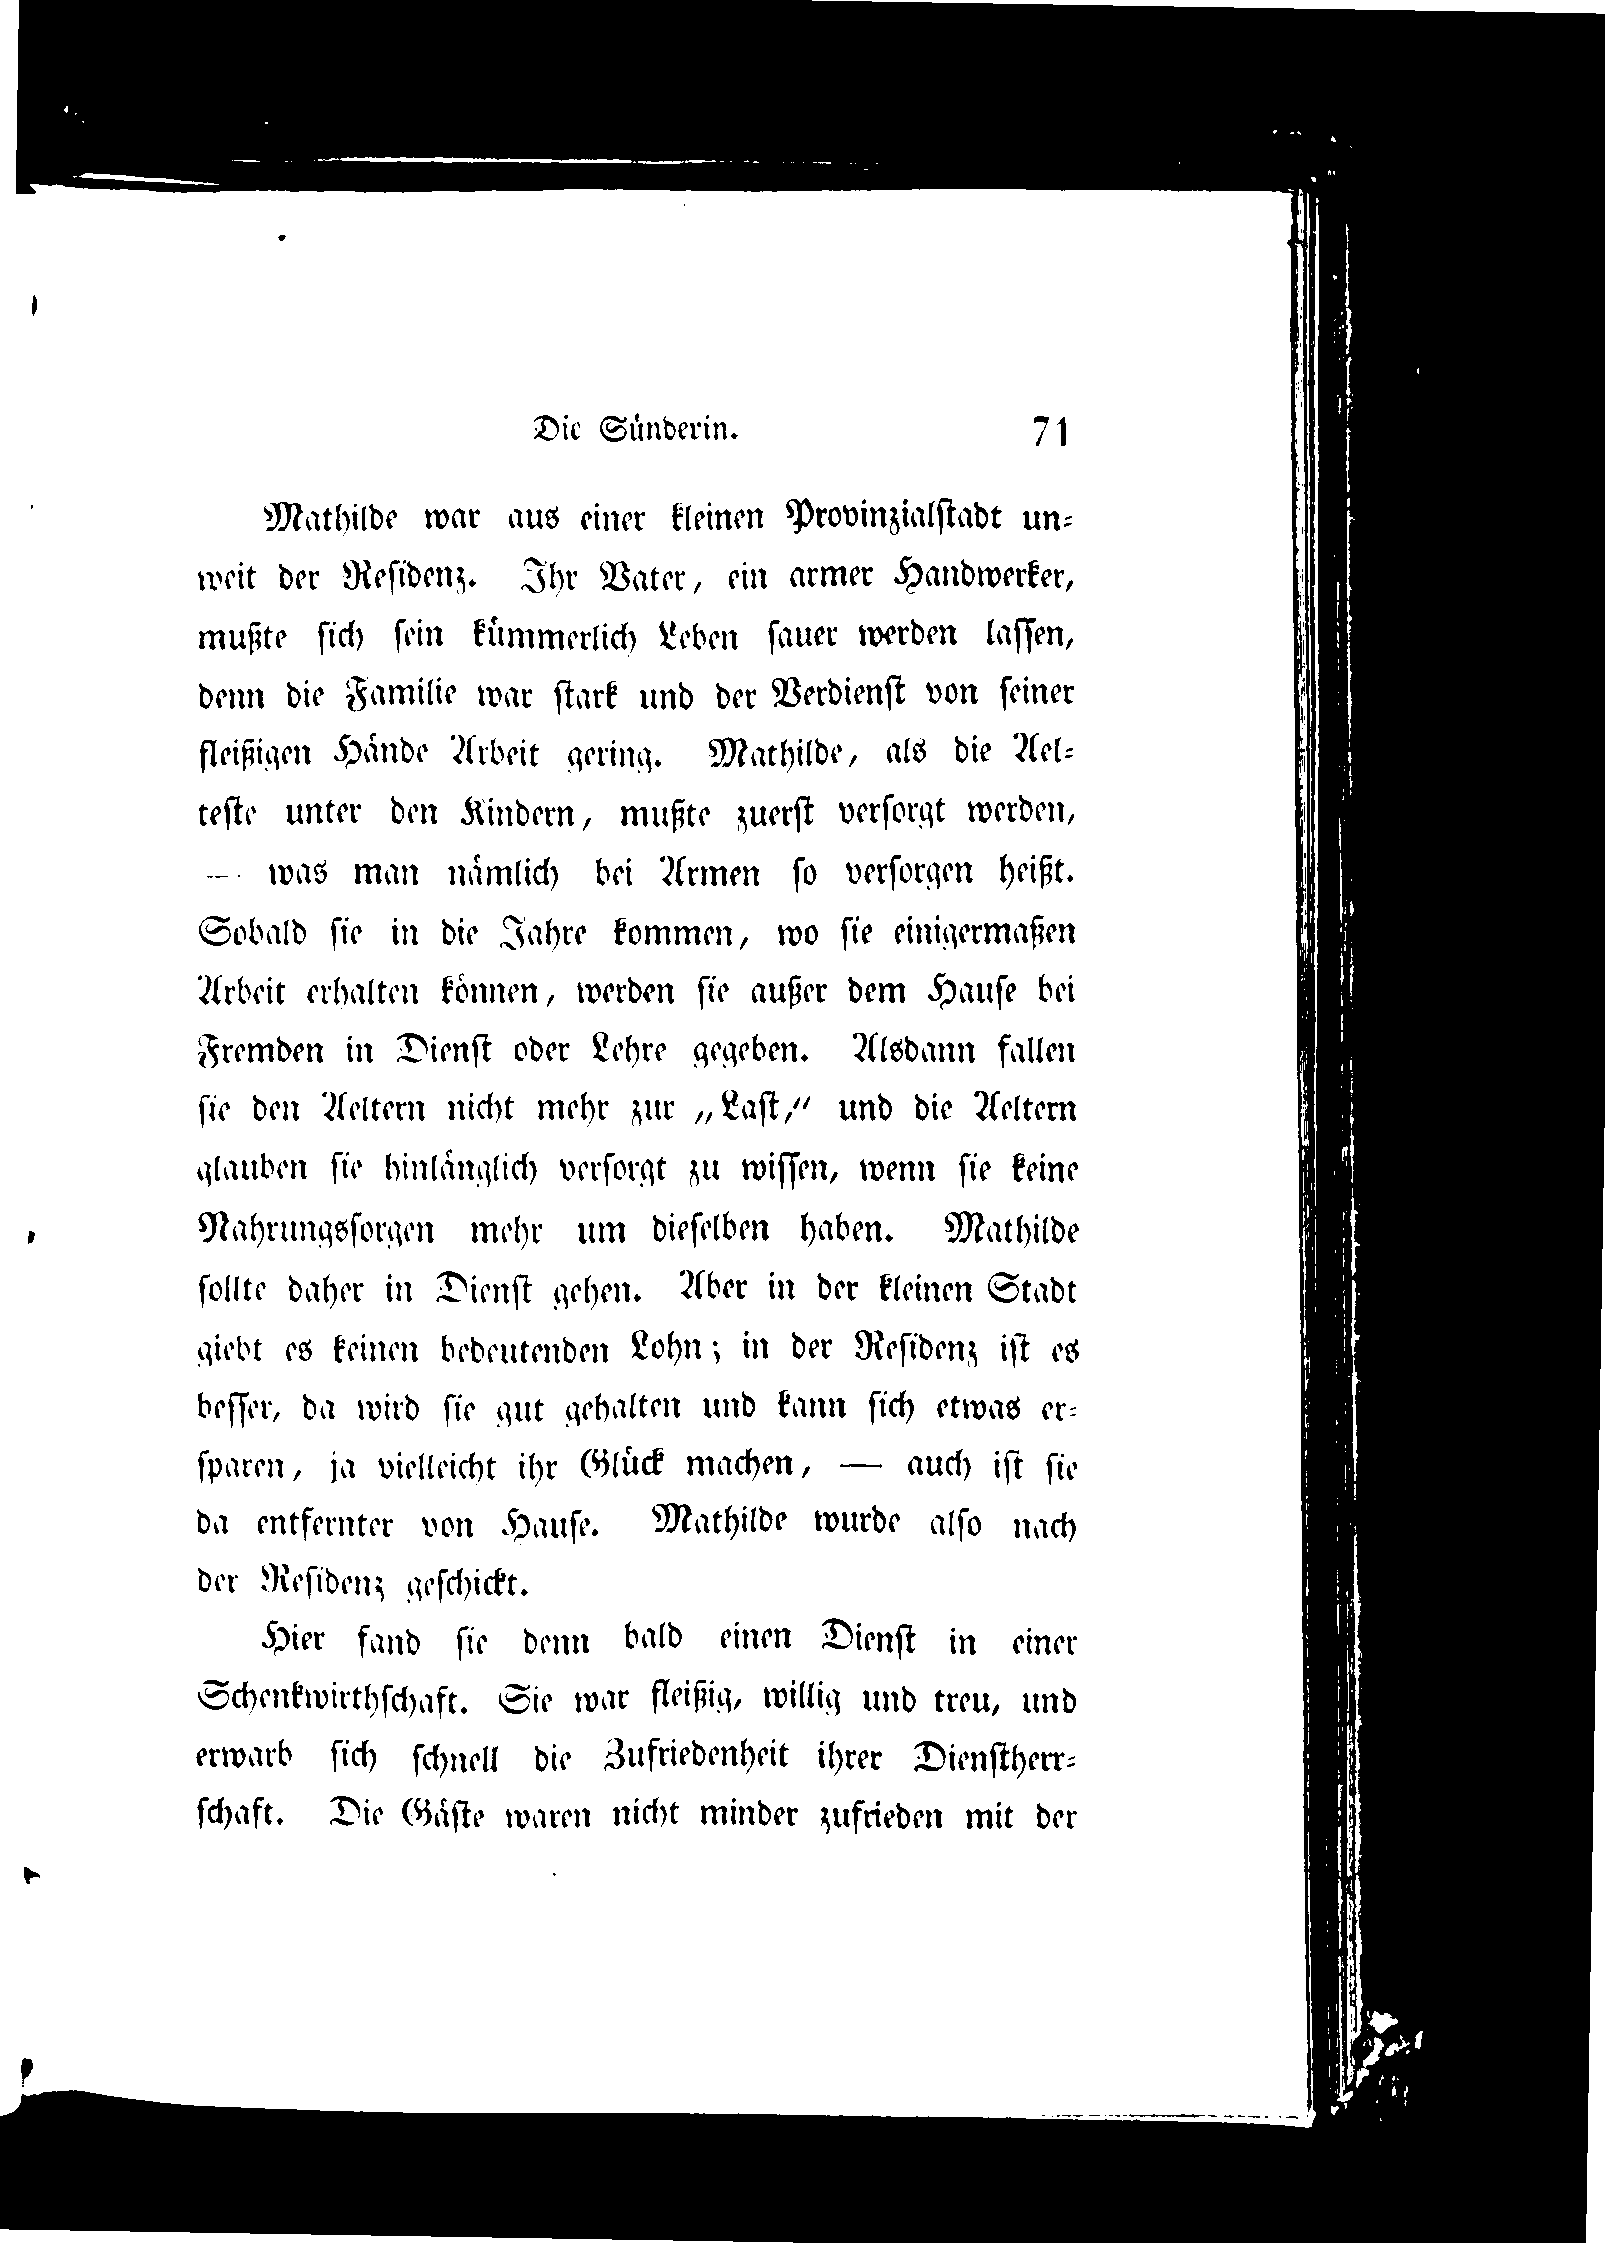 Die Sünderin. 71
Mathilde war aus einer kleinen Provinzialstadt un-
weit der Residenz. Ihr Vater, ein armer Handwerker,
mußte sich sein kümmerlich Leben sauer werden lassen,
denn die Familie war stark und der Verdienst von seiner
fleißigen Hände Arbeit gering. Mathilde, als die Ael-
teste unter den Kindern, mußte zuerst versorgt werden,
— was man nämlich bei Armen so versorgen heißt.
Sobald sie in die Jahre kommen, wo sie einigermaßen
Arbeit erhalten können, werden sie außer dem Hause bei
Fremden in Dienst oder Lehre gegeben. Alsdann fallen
sie den Aeltern nicht mehr zur „Last,“ und die Aeltern
glauben sie hinlänglich versorgt zu wissen, wenn sie keine
Nahrungssorgen mehr um dieselben haben. Mathilde
sollte daher in Dienst gehen. Aber in der kleinen Stadt
giebt es keinen bedeutenden Lohn; in der Residenz ist es
besser, da wird sie gut gehalten und kann sich etwas er-
sparen, ja vielleicht ihr Glück machen, — auch ist sie
da entfernter von Hause. Mathilde wurde also nach
der Residenz geschickt.
Hier fand sie denn bald einen Dienst in einer
Schenkwirthschaft. Sie war fleißig, willig und treu, und
erwarb sich schnell die Zufriedenheit ihrer Dienstherr-
schaft. Die Gäste waren nicht minder zufrieden mit der